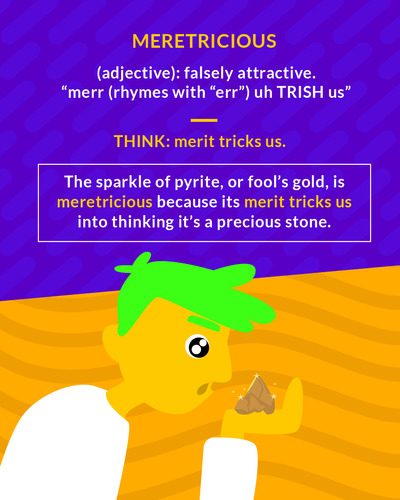 MERETRICIOUS
(adjective): falsely attractive.
“merr (rhymes with “err”) uh TRISH us”
THINK: merit tricks us.
The sparkle of pyrite, or fool’s gold, is
meretricious because its merit tricks us
into thinking it’s a precious stone.